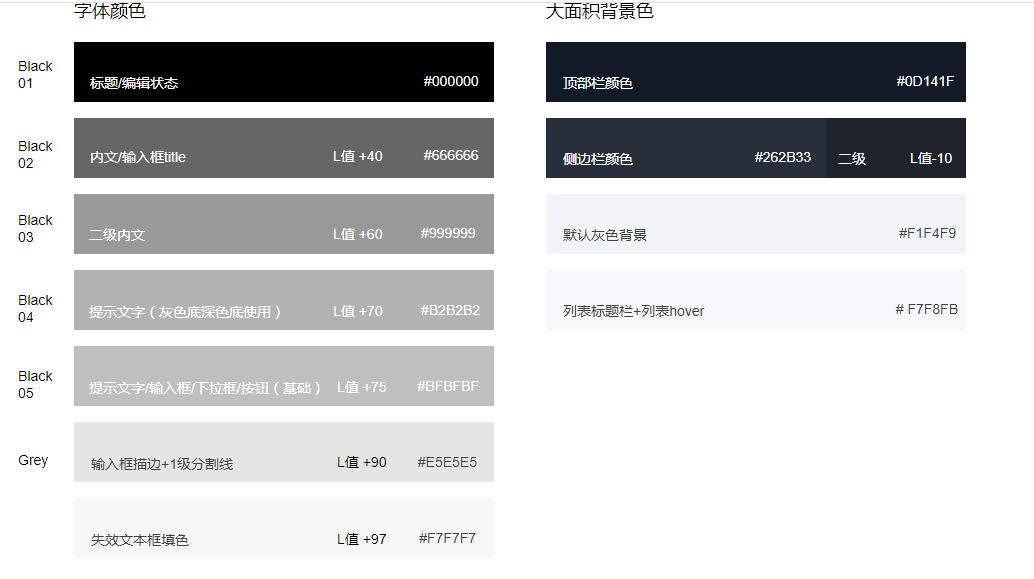 字体颜色
大面积背景色
Black
01
标题/编辑状态 #000000
顶部栏颜色 #0D141F
Black
02
内文/输入框title L值 +40 #666666
侧边栏颜色 #262B33 二级 L值-10
Black
03
二级内文 L值 +60 #999999
默认灰色背景 #F1F4F9
Black
04
提示文字（灰色底深色底使用） L值 +70 #B2B2B2
列表标题栏+列表hover # F7F8FB
Black
05
提示文字/输入框/下拉框/按钮（基础） L值 +75 #BFBFBF
Grey
输入框描边+1级分割线 L值 +90 #E5E5E5
失效文本框填色 L值 +97 #F7F7F7